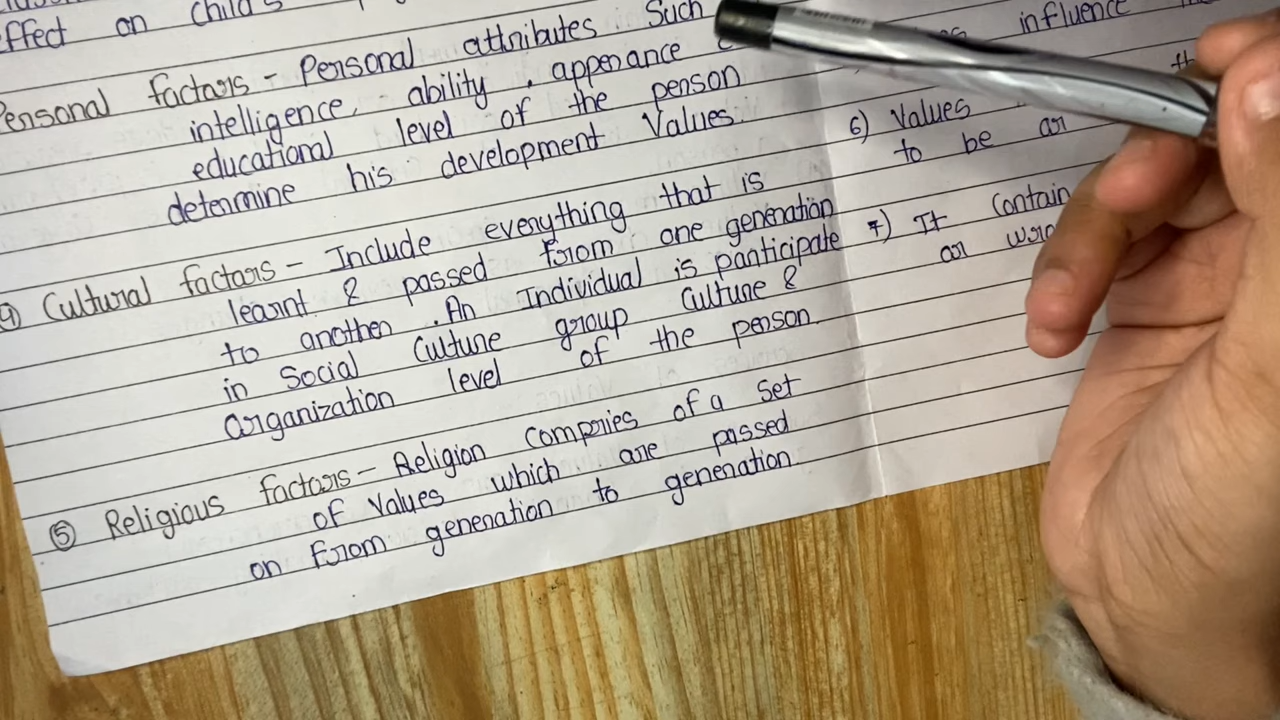 effect on child's
Personal factors - Personal attributes Such
intelligence, ability, apperance
educational level of the person
determine his development Values.
④ Cultural factors - Include everything that is
learnt & passed from one generation
to another. An Individual is participate
in Social Culture group Culture &
organization level of the person.
⑤ Religious factors - Religion compries of a Set
of Values which are passed
on from generation to generation
influence
6) Values
to be an
7) It contain
or